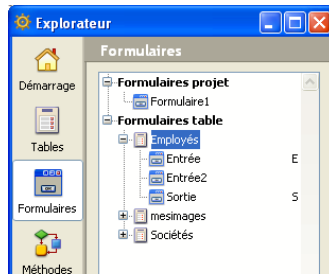 Explorateur
Formulaires
Démarrage
Tables
Formulaires
Méthodes
Formulaires projet
Formulaire1
Formulaires table
Employés
Entrée E
Entrée2
Sortie S
mesimages
Sociétés